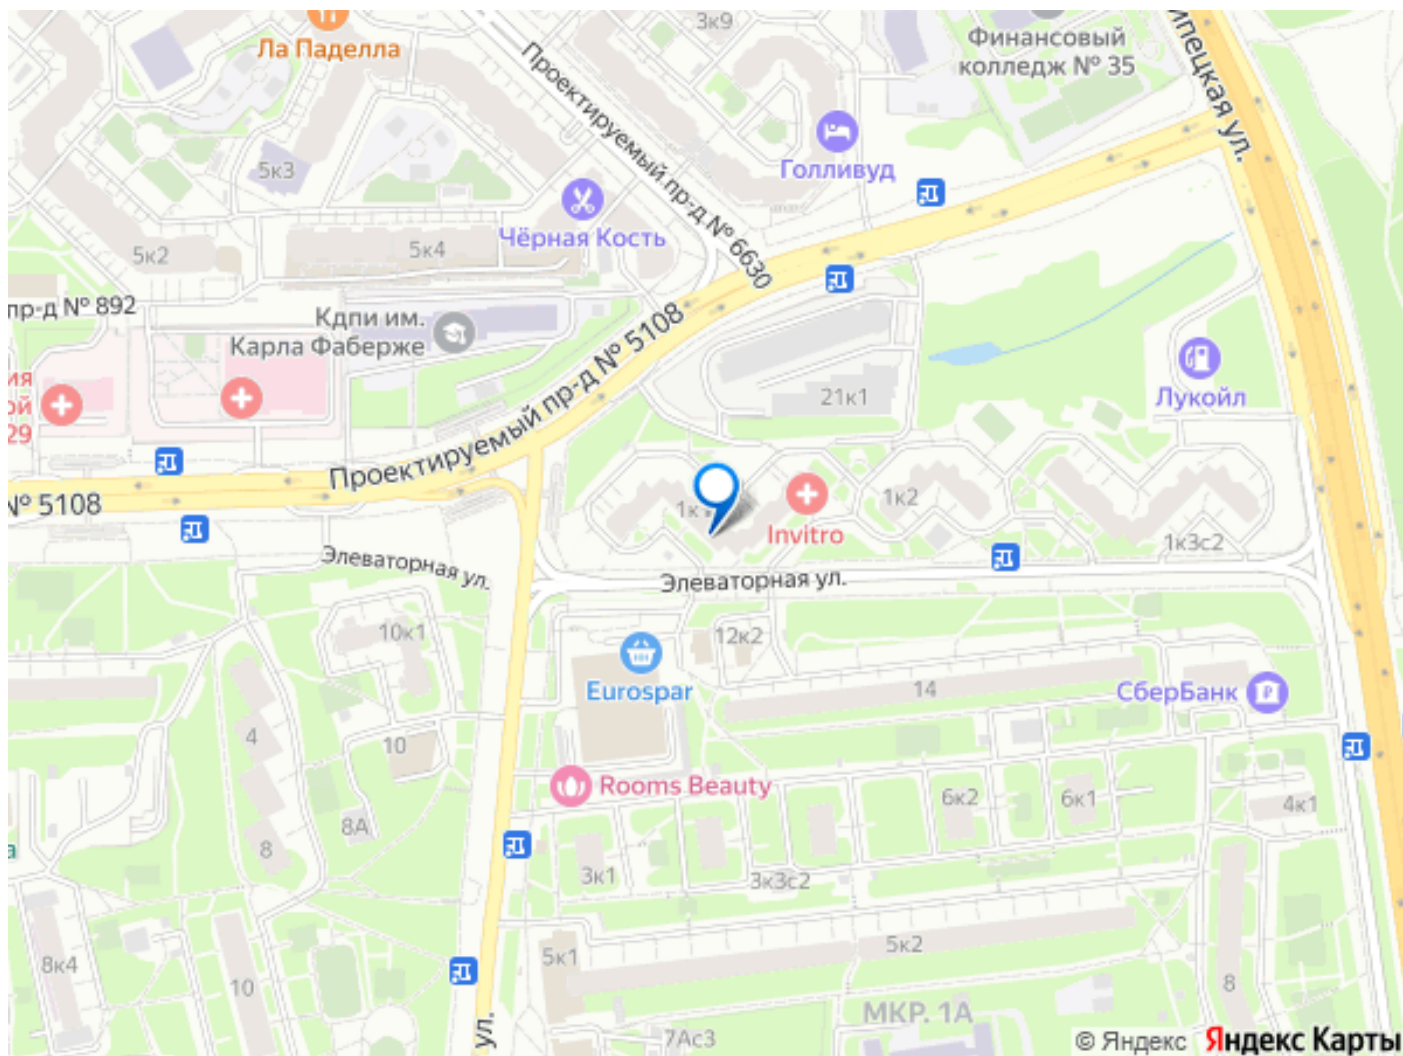 3к9
Ла Паделла
Финансовый
колледж № 35
Проектируемый пр-д № 6630
5к3
Голливуд
Чёрная Кость
5к2
5к4
пр-д № 892
Кдпи им.
Карла Фаберже
Проектируемый пр-д № 5108
Лукойл
21к1
29
№ 5108
1к2
Invitro
1к3с2
Элеваторная ул.
Элеваторная ул.
10к1
12к2
Eurospar
14
СберБанк
4
10
Rooms Beauty
6к2
6к1
4к1
8А
8
3к1
3к3с2
5к2
5к1
8к4
10
8
МКР. 1А
ул.
7Ас3
© Яндекс Яндекс Карты